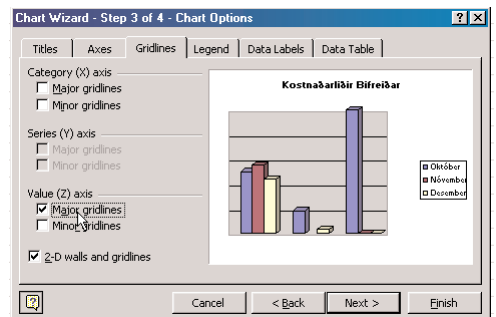 Chart Wizard - Step 3 of 4 - Chart Options
Titles Axes Gridlines Legend Data Labels Data Table
Category (X) axis
Major gridlines
Minor gridlines
Series (Y) axis
Major gridlines
Minor gridlines
Value (Z) axis
Major gridlines
Minor gridlines
2-D walls and gridlines
Kostnaðarliðir Bifreiðar
Október
Nóvember
Desember
Cancel < Back Next > Finish